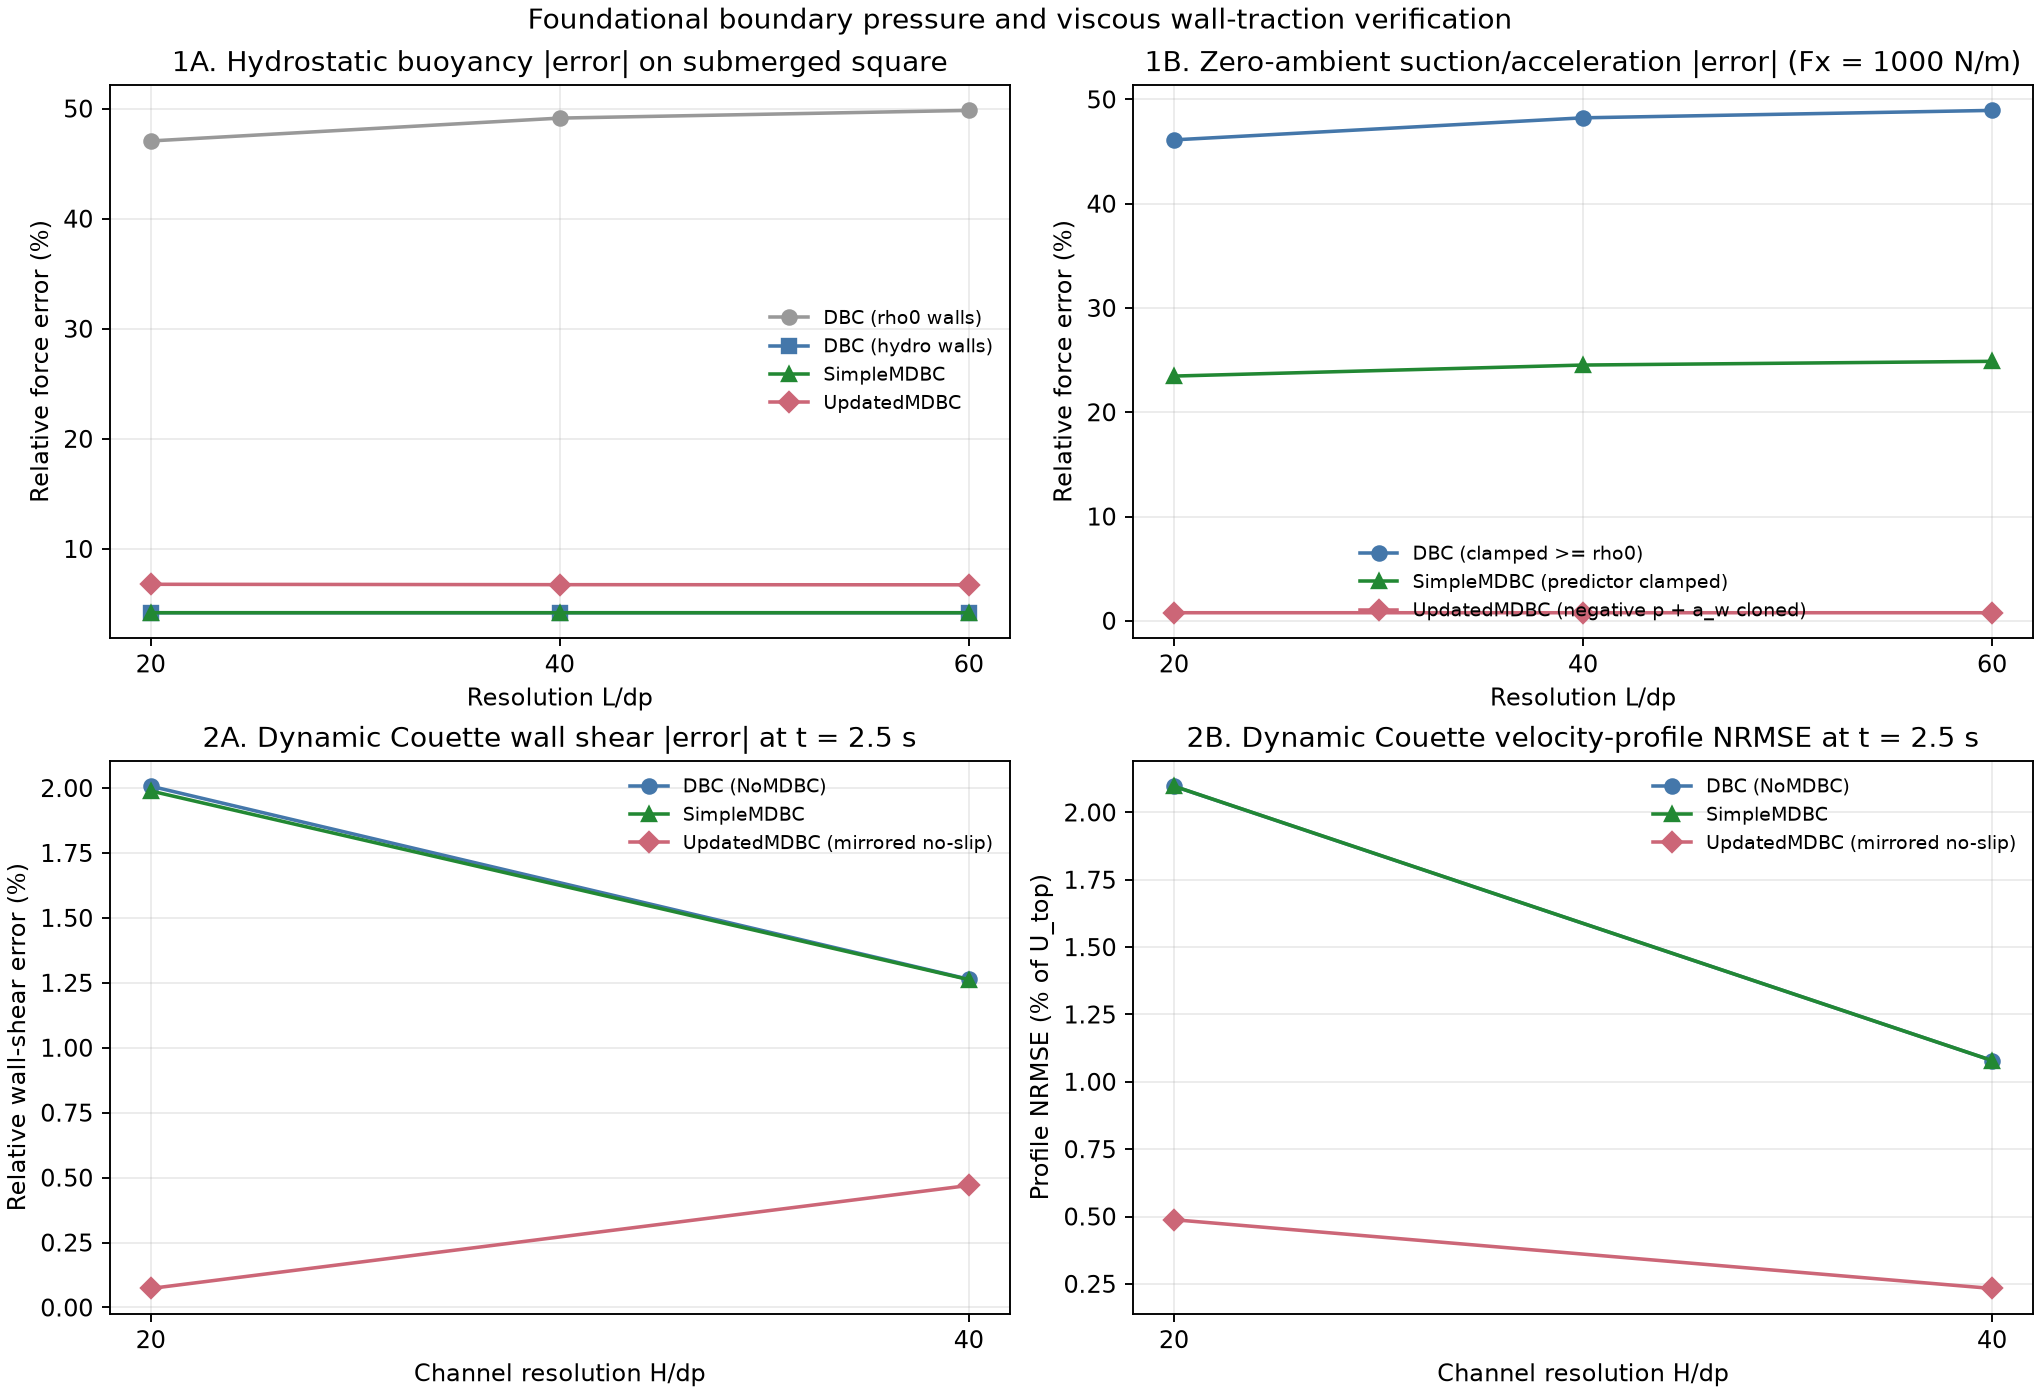 Foundational boundary pressure and viscous wall-traction verification
1A. Hydrostatic buoyancy |error| on submerged square
Relative force error (%)
50
40
30
20
10
DBC (rho0 walls)
DBC (hydro walls)
SimpleMDBC
UpdatedMDBC
20
40
60
Resolution L/dp
1B. Zero-ambient suction/acceleration |error| (Fx = 1000 N/m)
Relative force error (%)
50
40
30
20
10
0
DBC (clamped >= rho0)
SimpleMDBC (predictor clamped)
UpdatedMDBC (negative p + a_w cloned)
20
40
60
Resolution L/dp
2A. Dynamic Couette wall shear |error| at t = 2.5 s
Relative wall-shear error (%)
2.00
1.75
1.50
1.25
1.00
0.75
0.50
0.25
0.00
DBC (NoMDBC)
SimpleMDBC
UpdatedMDBC (mirrored no-slip)
20
40
Channel resolution H/dp
2B. Dynamic Couette velocity-profile NRMSE at t = 2.5 s
Profile NRMSE (% of U_top)
2.00
1.75
1.50
1.25
1.00
0.75
0.50
0.25
DBC (NoMDBC)
SimpleMDBC
UpdatedMDBC (mirrored no-slip)
20
40
Channel resolution H/dp